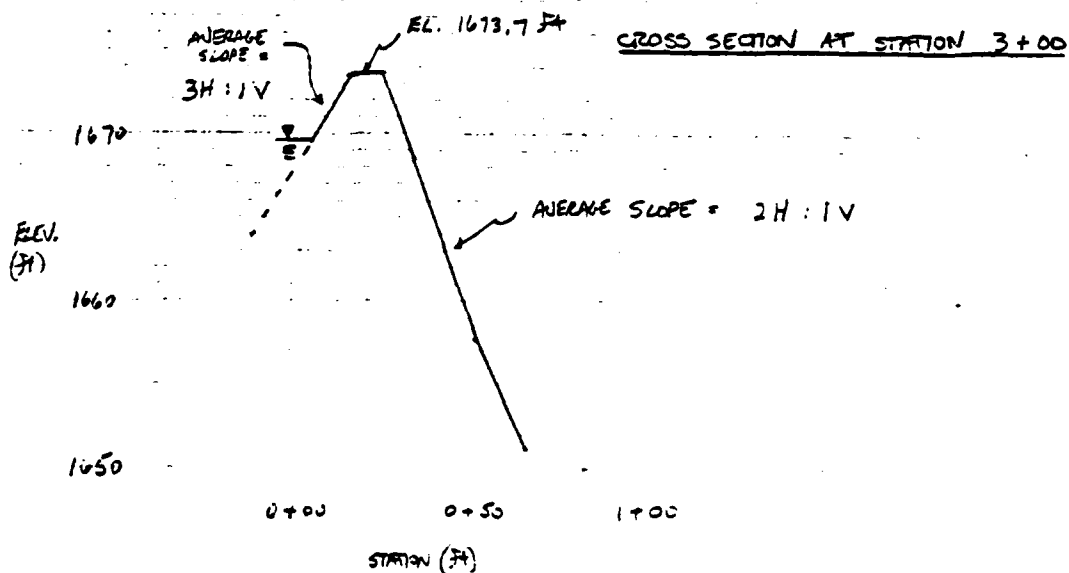 CROSS SECTION AT STATION 3+00
EL. 1673.7 ft
AVERAGE
SLOPE =
3H : 1V
1670
AVERAGE SLOPE = 2H : 1V
ELEV.
(ft)
1660
1650
0+00 0+50 1+00
STATION (ft)